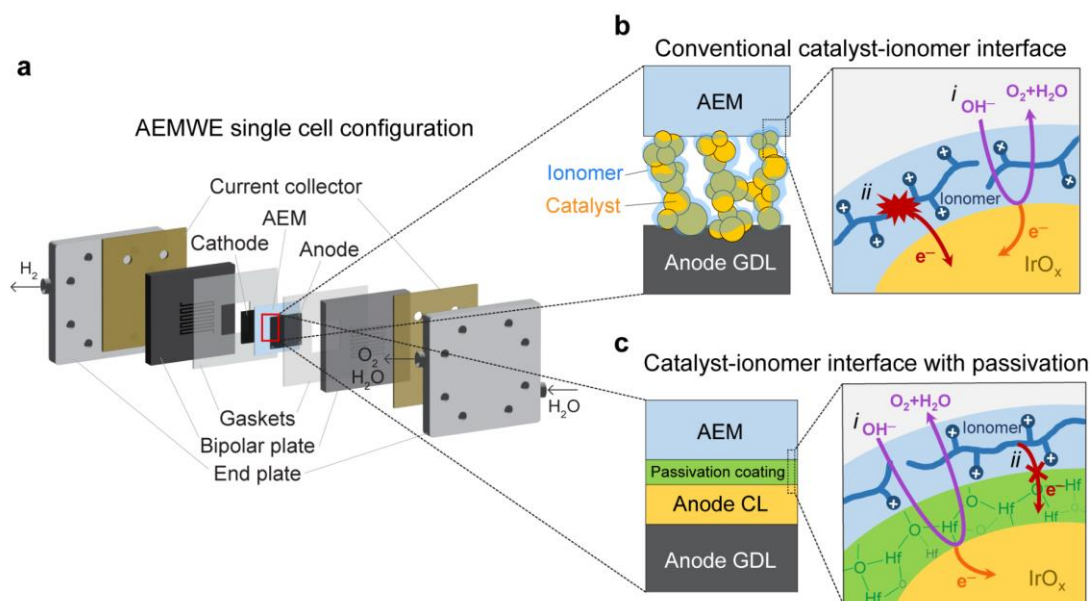 a
AEMWE single cell configuration
Current collector
AEM
Cathode
Anode
H₂
O₂
H₂O
H₂O
Gaskets
Bipolar plate
End plate
b
Conventional catalyst-ionomer interface
AEM
Ionomer
Catalyst
Anode GDL
i
OH⁻
O₂+H₂O
ii
Ionomer
e⁻
e⁻
IrOₓ
c
Catalyst-ionomer interface with passivation
AEM
Passivation coating
Anode CL
Anode GDL
i
OH⁻
O₂+H₂O
Ionomer
ii
e⁻
O
Hf
O
Hf
Hf
O
Hf
Hf
O
Hf
Hf
O
e⁻
IrOₓ